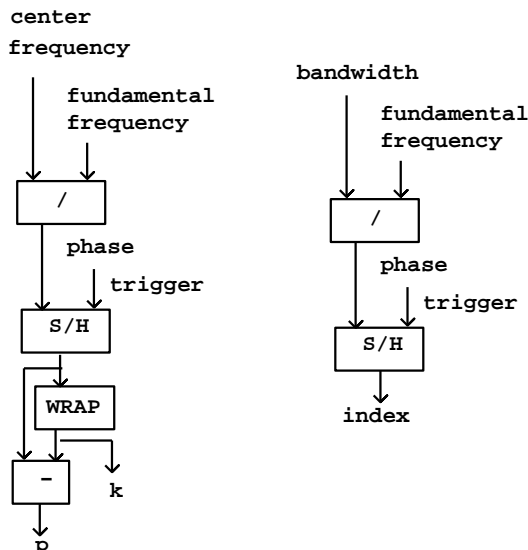 center
frequency
fundamental
frequency
/
phase
trigger
S/H
WRAP
-
k
p
bandwidth
fundamental
frequency
/
phase
trigger
S/H
index